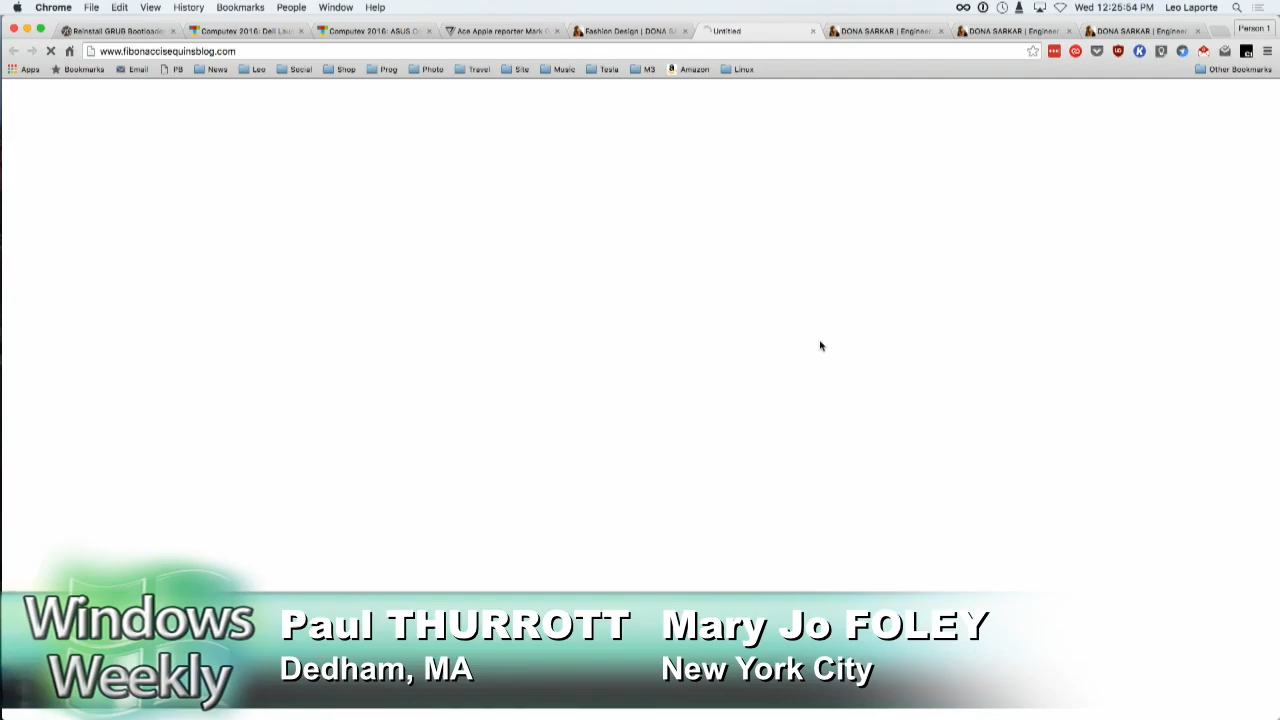 Chrome File Edit View History Bookmarks People Window Help Wed 12:25:54 PM Leo Laporte
Reinstall GRUB Bootloade Computex 2016: Dell Lau Computex 2016: ASUS O Ace Apple reporter Mark Fashion Design | DONA S Untitled DONA SARKAR | Engineer DONA SARKAR | Engineer DONA SARKAR | Engineer Person 1
www.fibonaccisequinsblog.com
Apps Bookmarks Email PB News Leo Social Shop Prog Photo Travel Site Music Tesla M3 Amazon Linux Other Bookmarks
Windows
Weekly
Paul THURROTT Mary Jo FOLEY
Dedham, MA New York City